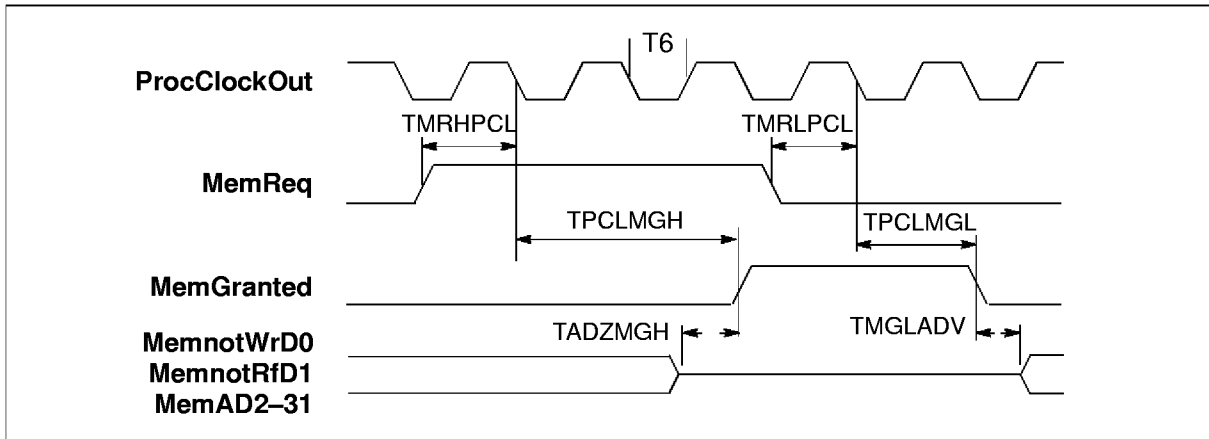 T6
ProcClockOut
TMRHPCL
TMRLPCL
MemReq
TPCLMGH
TPCLMGL
MemGranted
TADZMGH
TMGLADV
MemnotWrD0
MemnotRfD1
MemAD2–31